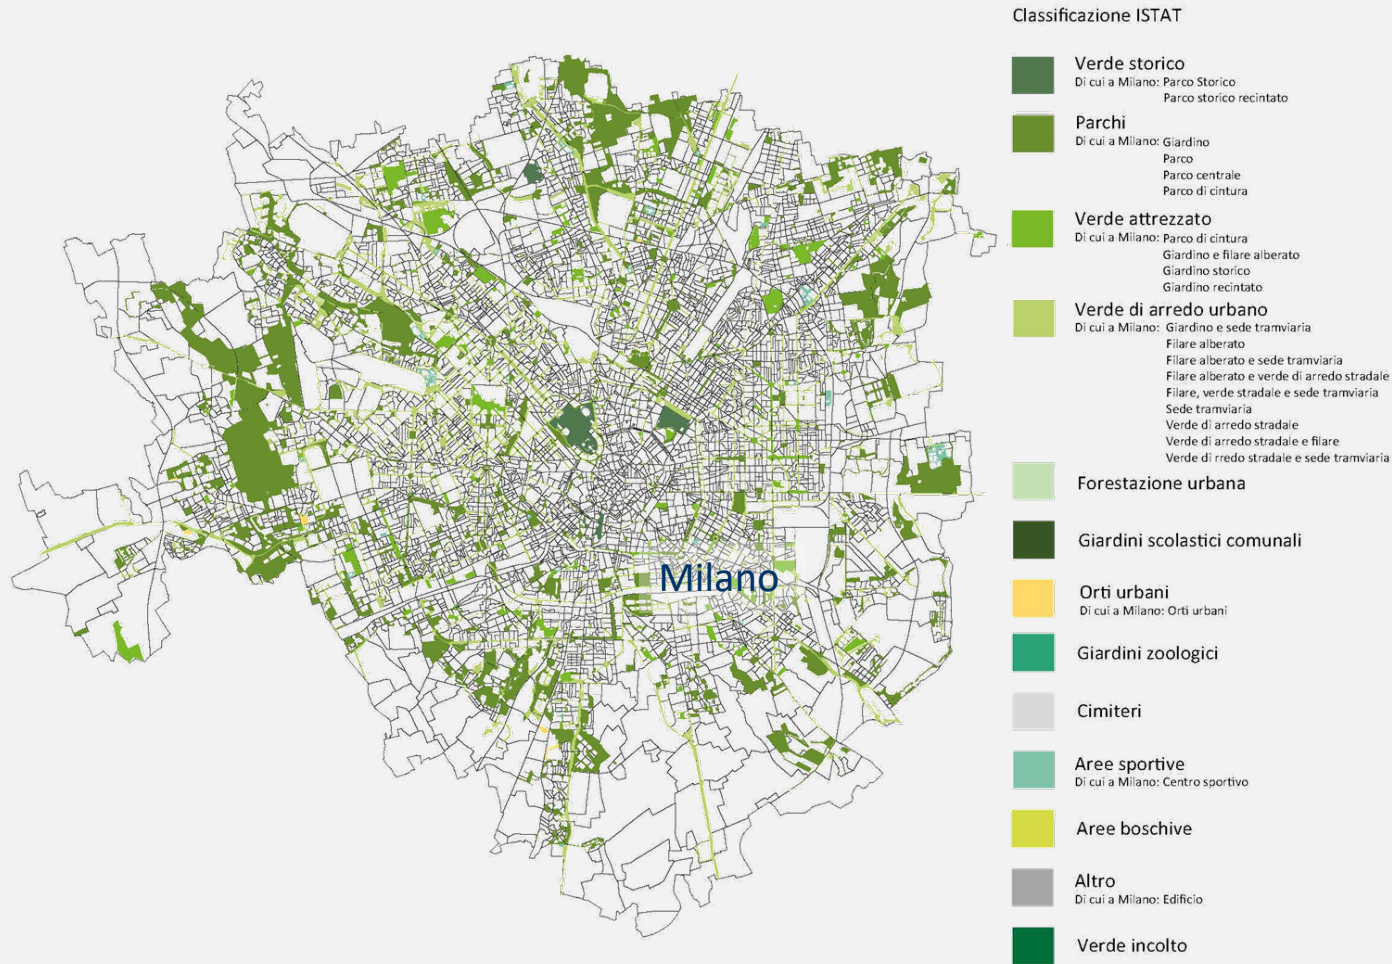 Classificazione ISTAT
Verde storico
Di cui a Milano: Parco Storico
Parco storico recintato
Parchi
Di cui a Milano: Giardino
Parco
Parco centrale
Parco di cintura
Verde attrezzato
Di cui a Milano: Parco di cintura
Giardino e filare alberato
Giardino storico
Giardino recintato
Verde di arredo urbano
Di cui a Milano: Giardino e sede tramviaria
Filare alberato
Filare alberato e sede tramviaria
Filare alberato e verde di arredo stradale
Filare, verde stradale e sede tramviaria
Sede tramviaria
Verde di arredo stradale
Verde di arredo stradale e filare
Verde di rredo stradale e sede tramviaria
Forestazione urbana
Giardini scolastici comunali
Orti urbani
Di cui a Milano: Orti urbani
Giardini zoologici
Cimiteri
Aree sportive
Di cui a Milano: Centro sportivo
Aree boschive
Altro
Di cui a Milano: Edificio
Verde incolto
Milano